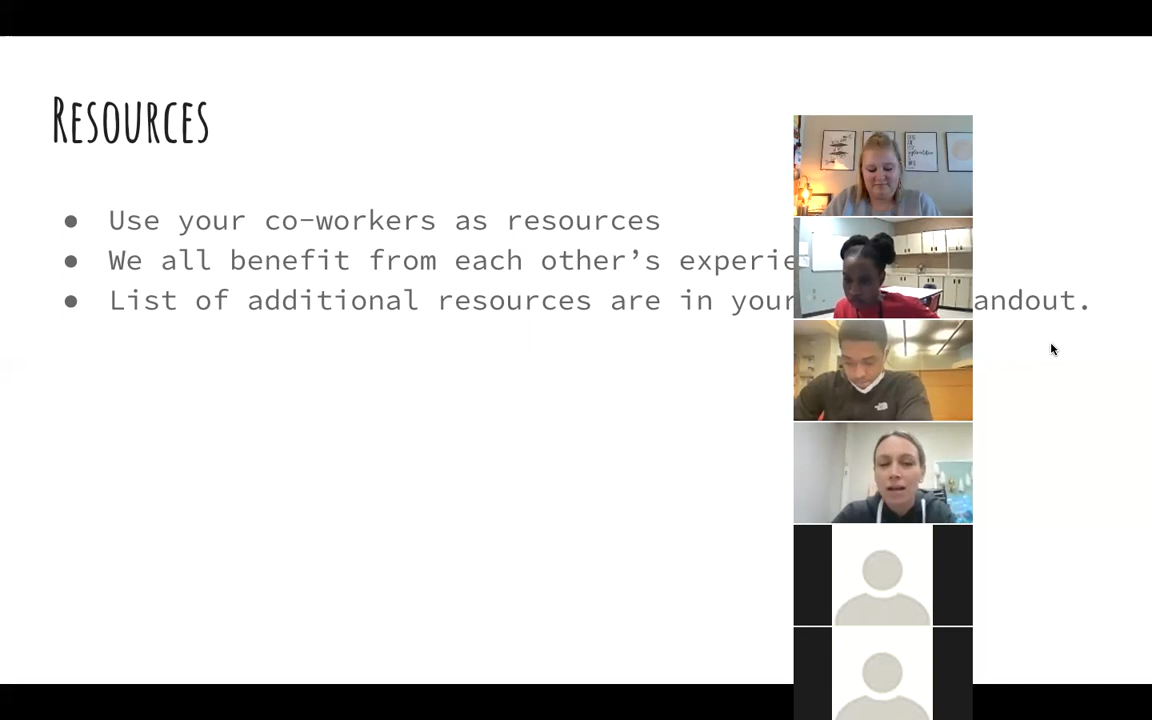 Resources
● Use your co-workers as resources
● We all benefit from each other's
● List of additional resources are in your